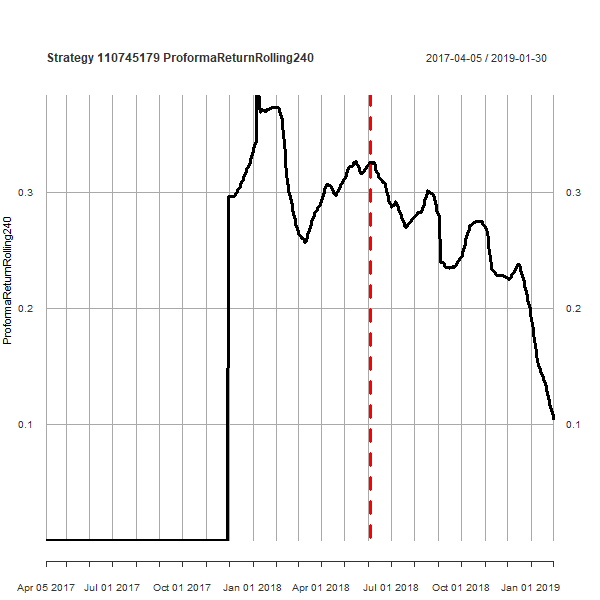 Strategy 110745179 ProformaReturnRolling240
2017-04-05 / 2019-01-30
ProformaReturnRolling240
0.3
0.3
0.2
0.2
0.1
0.1
Apr 05 2017
Jul 01 2017
Oct 01 2017
Jan 01 2018
Apr 01 2018
Jul 01 2018
Oct 01 2018
Jan 01 2019